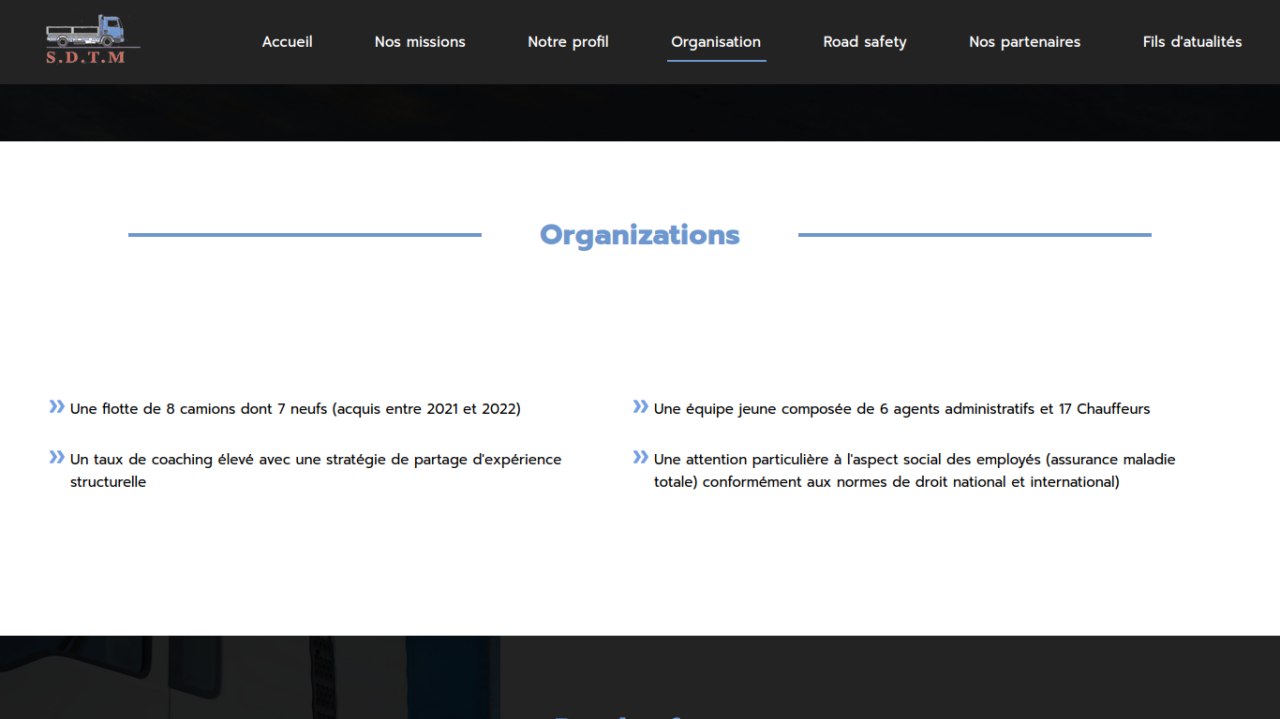 S.D.T.M
Accueil
Nos missions
Notre profil
Organisation
Road safety
Nos partenaires
Fils d'atualités
Organizations
Une flotte de 8 camions dont 7 neufs (acquis entre 2021 et 2022)
Une équipe jeune composée de 6 agents administratifs et 17 Chauffeurs
Un taux de coaching élevé avec une stratégie de partage d'expérience
structurelle
Une attention particulière à l'aspect social des employés (assurance maladie
totale) conformément aux normes de droit national et international)